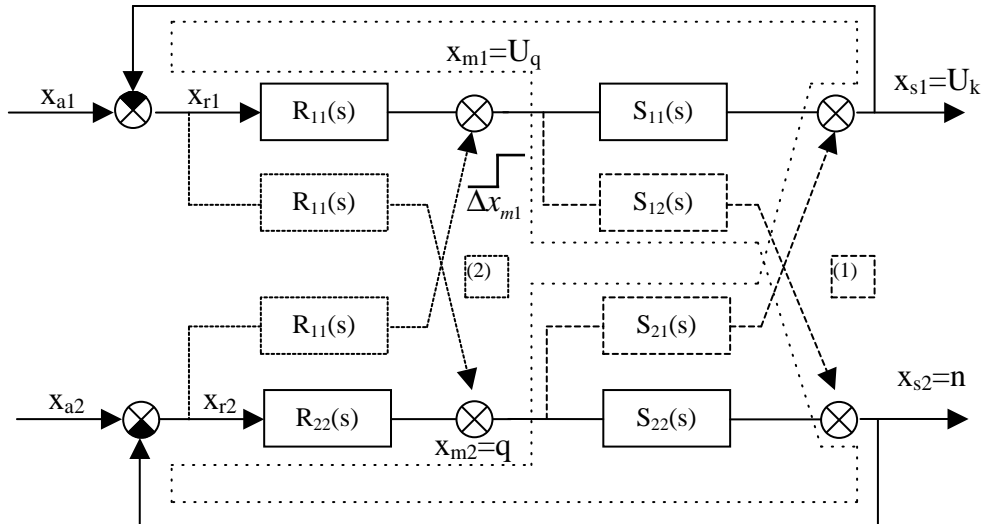 x_{m1}=U_q
x_{a1}
x_{r1}
R_{11}(s)
S_{11}(s)
x_{s1}=U_k
R_{11}(s)
Δx_{m1}
S_{12}(s)
(2)
(1)
R_{11}(s)
S_{21}(s)
x_{a2}
x_{r2}
R_{22}(s)
x_{m2}=q
S_{22}(s)
x_{s2}=n